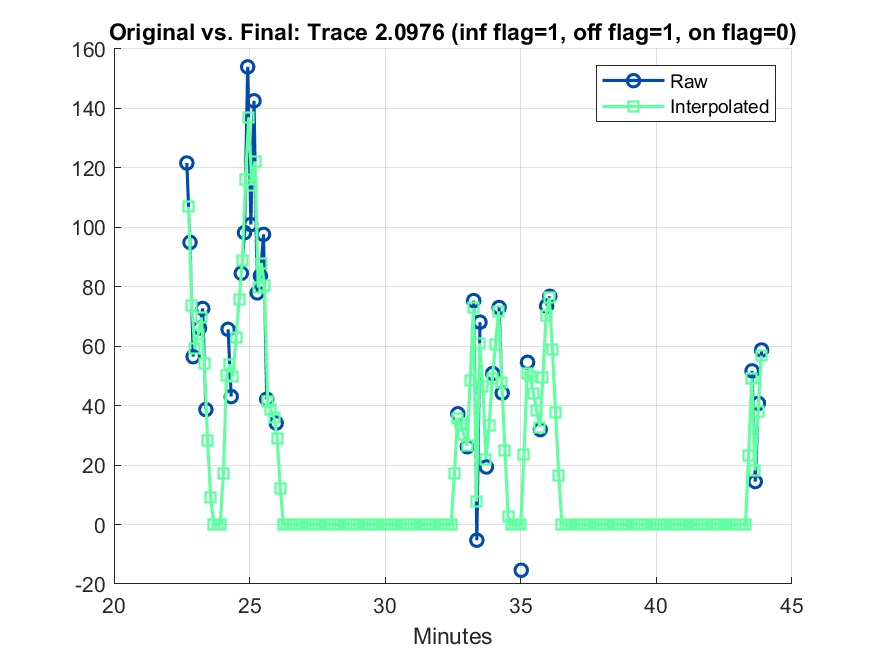 Original vs. Final: Trace 2.0976 (inf flag=1, off flag=1, on flag=0)
160
140
120
100
80
60
40
20
0
-20
Raw
Interpolated
20 25 30 35 40 45
Minutes